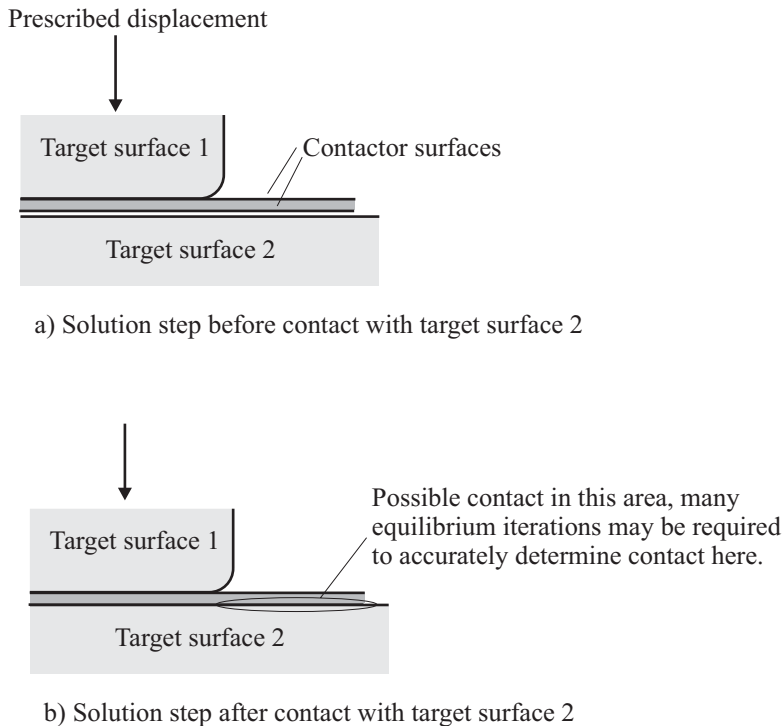 Prescribed displacement
Target surface 1
Contactor surfaces
Target surface 2
a) Solution step before contact with target surface 2
Possible contact in this area, many
equilibrium iterations may be required
to accurately determine contact here.
Target surface 1
Target surface 2
b) Solution step after contact with target surface 2